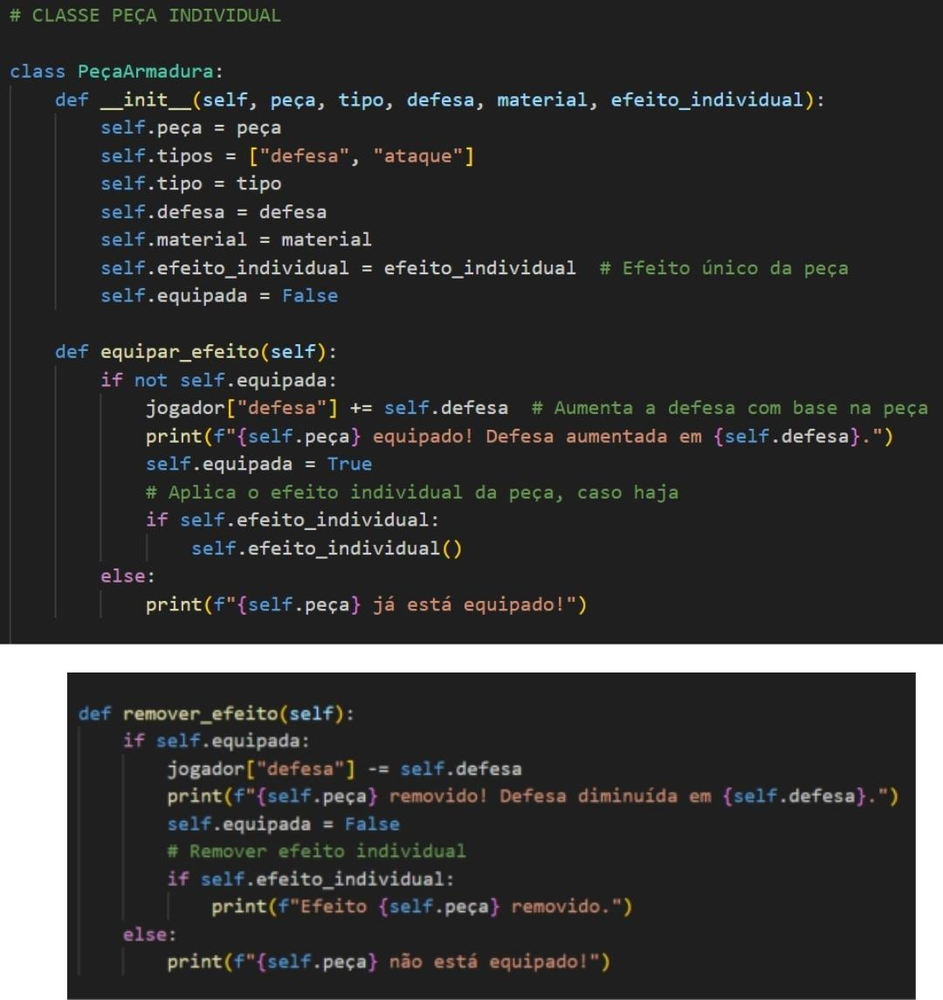 # CLASSE PEÇA INDIVIDUAL
class PeçaArmadura:
    def __init__(self, peça, tipo, defesa, material, efeito_individual):
        self.peça = peça
        self.tipos = ["defesa", "ataque"]
        self.tipo = tipo
        self.defesa = defesa
        self.material = material
        self.efeito_individual = efeito_individual  # Efeito único da peça
        self.equipada = False
    def equipar_efeito(self):
        if not self.equipada:
            jogador["defesa"] += self.defesa  # Aumenta a defesa com base na peça
            print(f"{self.peça} equipado! Defesa aumentada em {self.defesa}.")
            self.equipada = True
            # Aplica o efeito individual da peça, caso haja
            if self.efeito_individual:
                self.efeito_individual()
        else:
            print(f"{self.peça} já está equipado!")
def remover_efeito(self):
    if self.equipada:
        jogador["defesa"] -= self.defesa
        print(f"{self.peça} removido! Defesa diminuída em {self.defesa}.")
        self.equipada = False
        # Remover efeito individual
        if self.efeito_individual:
            print(f"Efeito {self.peça} removido.")
    else:
        print(f"{self.peça} não está equipado!")